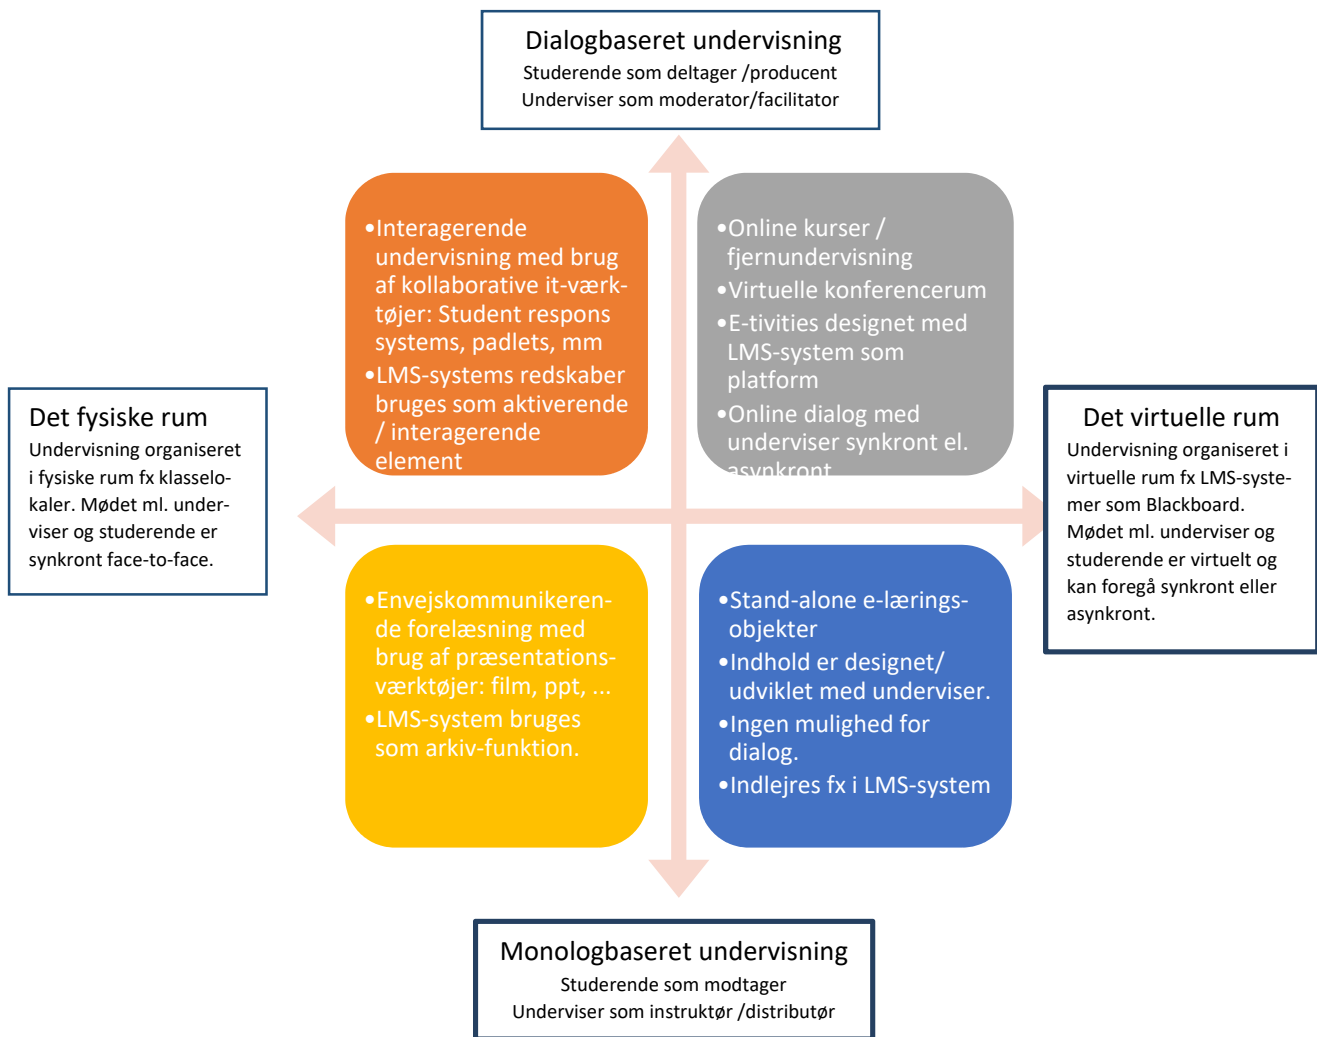 Dialogbaseret undervisning
Studerende som deltager /producent
Underviser som moderator/facilitator
•Interagerende
undervisning med brug
af kollaborative it-værk-
tøjer: Student respons
systems, padlets, mm
•LMS-systems redskaber
bruges som aktiverende
/ interagerende
element
•Online kurser /
fjernundervisning
•Virtuelle konferencerum
•E-tivities designet med
LMS-system som
platform
•Online dialog med
underviser synkront el.
asynkront
Det fysiske rum
Undervisning organiseret
i fysiske rum fx klasselo-
kaler. Mødet ml. under-
viser og studerende er
synkront face-to-face.
Det virtuelle rum
Undervisning organiseret i
virtuelle rum fx LMS-syste-
mer som Blackboard.
Mødet ml. underviser og
studerende er virtuelt og
kan foregå synkront eller
asynkront.
•Envejskommunikeren-
de forelæsning med
brug af præsentations-
værktøjer: film, ppt, ...
•LMS-system bruges
som arkiv-funktion.
•Stand-alone e-lærings-
objekter
•Indhold er designet/
udviklet med underviser.
•Ingen mulighed for
dialog.
•Indlejres fx i LMS-system
Monologbaseret undervisning
Studerende som modtager
Underviser som instruktør /distributør